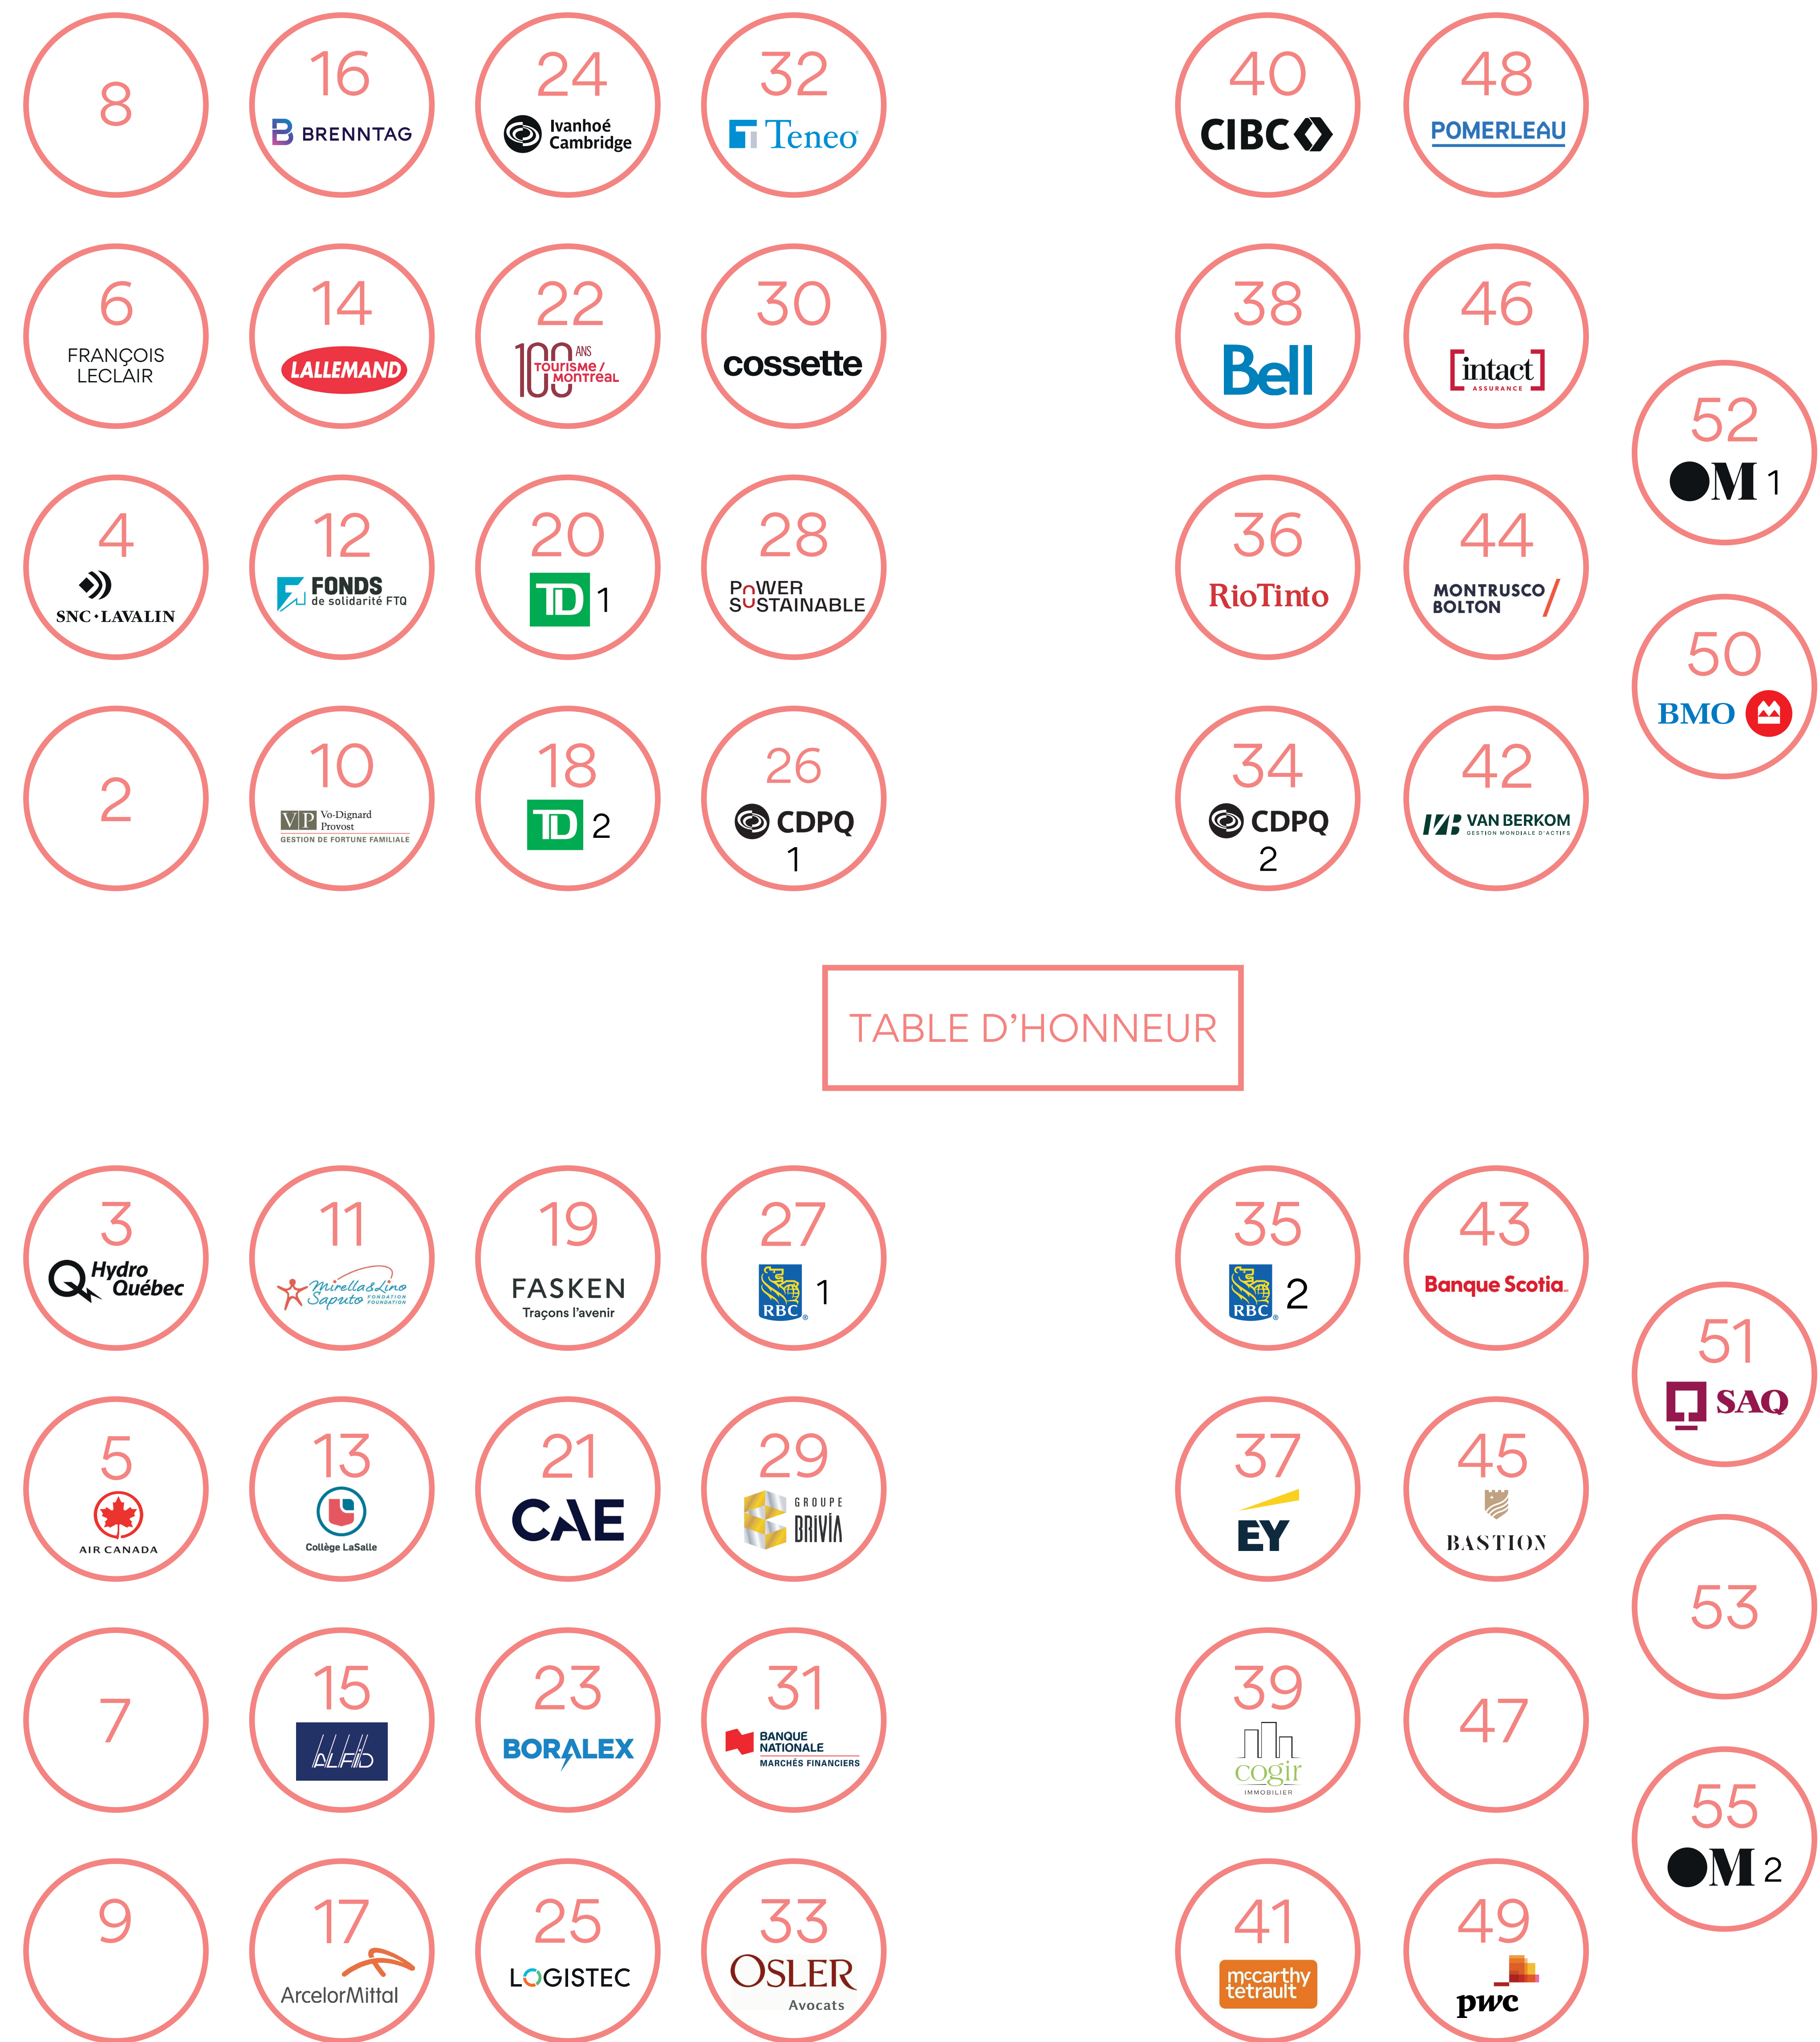 8
16
BRENNTAG
24
Ivanhoé
Cambridge
32
Teneo
40
CIBC
48
POMERLEAU
6
FRANÇOIS
LECLAIR
14
LALLEMAND
22
100 ANS
TOURISME /
MONTRÉAL
30
cossette
38
Bell
46
[intact]
ASSURANCE
52
OM 1
4
SNC•LAVALIN
12
FONDS
de solidarité FTQ
20
TD 1
28
POWER
SUSTAINABLE
36
RioTinto
44
MONTRUSCO
BOLTON
50
BMO
2
10
VP Vo-Dignard
Provost
GESTION DE FORTUNE FAMILIALE
18
TD 2
26
CDPQ
1
34
CDPQ
2
42
VAN BERKOM
GESTION MONDIALE D'ACTIFS
TABLE D'HONNEUR
3
Hydro
Québec
11
Mirella & Lino
Saputo FONDATION
FOUNDATION
19
FASKEN
Traçons l'avenir
27
RBC® 1
35
RBC® 2
43
Banque Scotia
51
SAQ
5
AIR CANADA
13
Collège LaSalle
21
CAE
29
GROUPE
BRIVÍA
37
EY
45
BASTION
53
7
15
ALFID
23
BORALEX
31
BANQUE
NATIONALE
MARCHÉS FINANCIERS
39
cogir
IMMOBILIER
47
55
OM 2
9
17
ArcelorMittal
25
LOGISTEC
33
OSLER
Avocats
41
mccarthy
tetrault
49
pwc